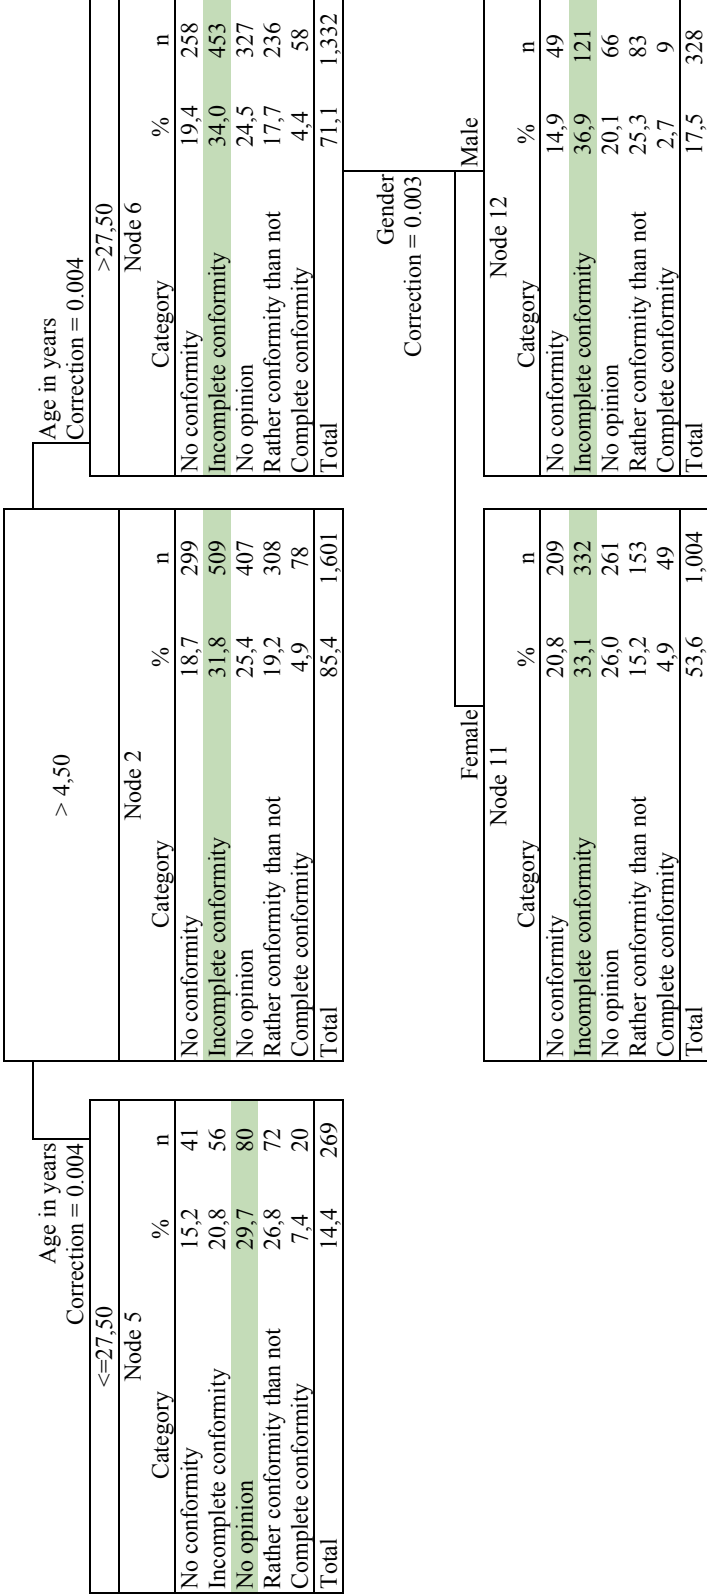 > 4,50
Node 2
Category % n
No conformity 18,7 299
Incomplete conformity 31,8 509
No opinion 25,4 407
Rather conformity than not 19,2 308
Complete conformity 4,9 78
Total 85,4 1,601
Age in years
Correction = 0.004
<=27,50
Node 5
Category % n
No conformity 15,2 41
Incomplete conformity 20,8 56
No opinion 29,7 80
Rather conformity than not 26,8 72
Complete conformity 7,4 20
Total 14,4 269
Age in years
Correction = 0.004
>27,50
Node 6
Category % n
No conformity 19,4 258
Incomplete conformity 34,0 453
No opinion 24,5 327
Rather conformity than not 17,7 236
Complete conformity 4,4 58
Total 71,1 1,332
Gender
Correction = 0.003
Female
Node 11
Category % n
No conformity 20,8 209
Incomplete conformity 33,1 332
No opinion 26,0 261
Rather conformity than not 15,2 153
Complete conformity 4,9 49
Total 53,6 1,004
Male
Node 12
Category % n
No conformity 14,9 49
Incomplete conformity 36,9 121
No opinion 20,1 66
Rather conformity than not 25,3 83
Complete conformity 2,7 9
Total 17,5 328